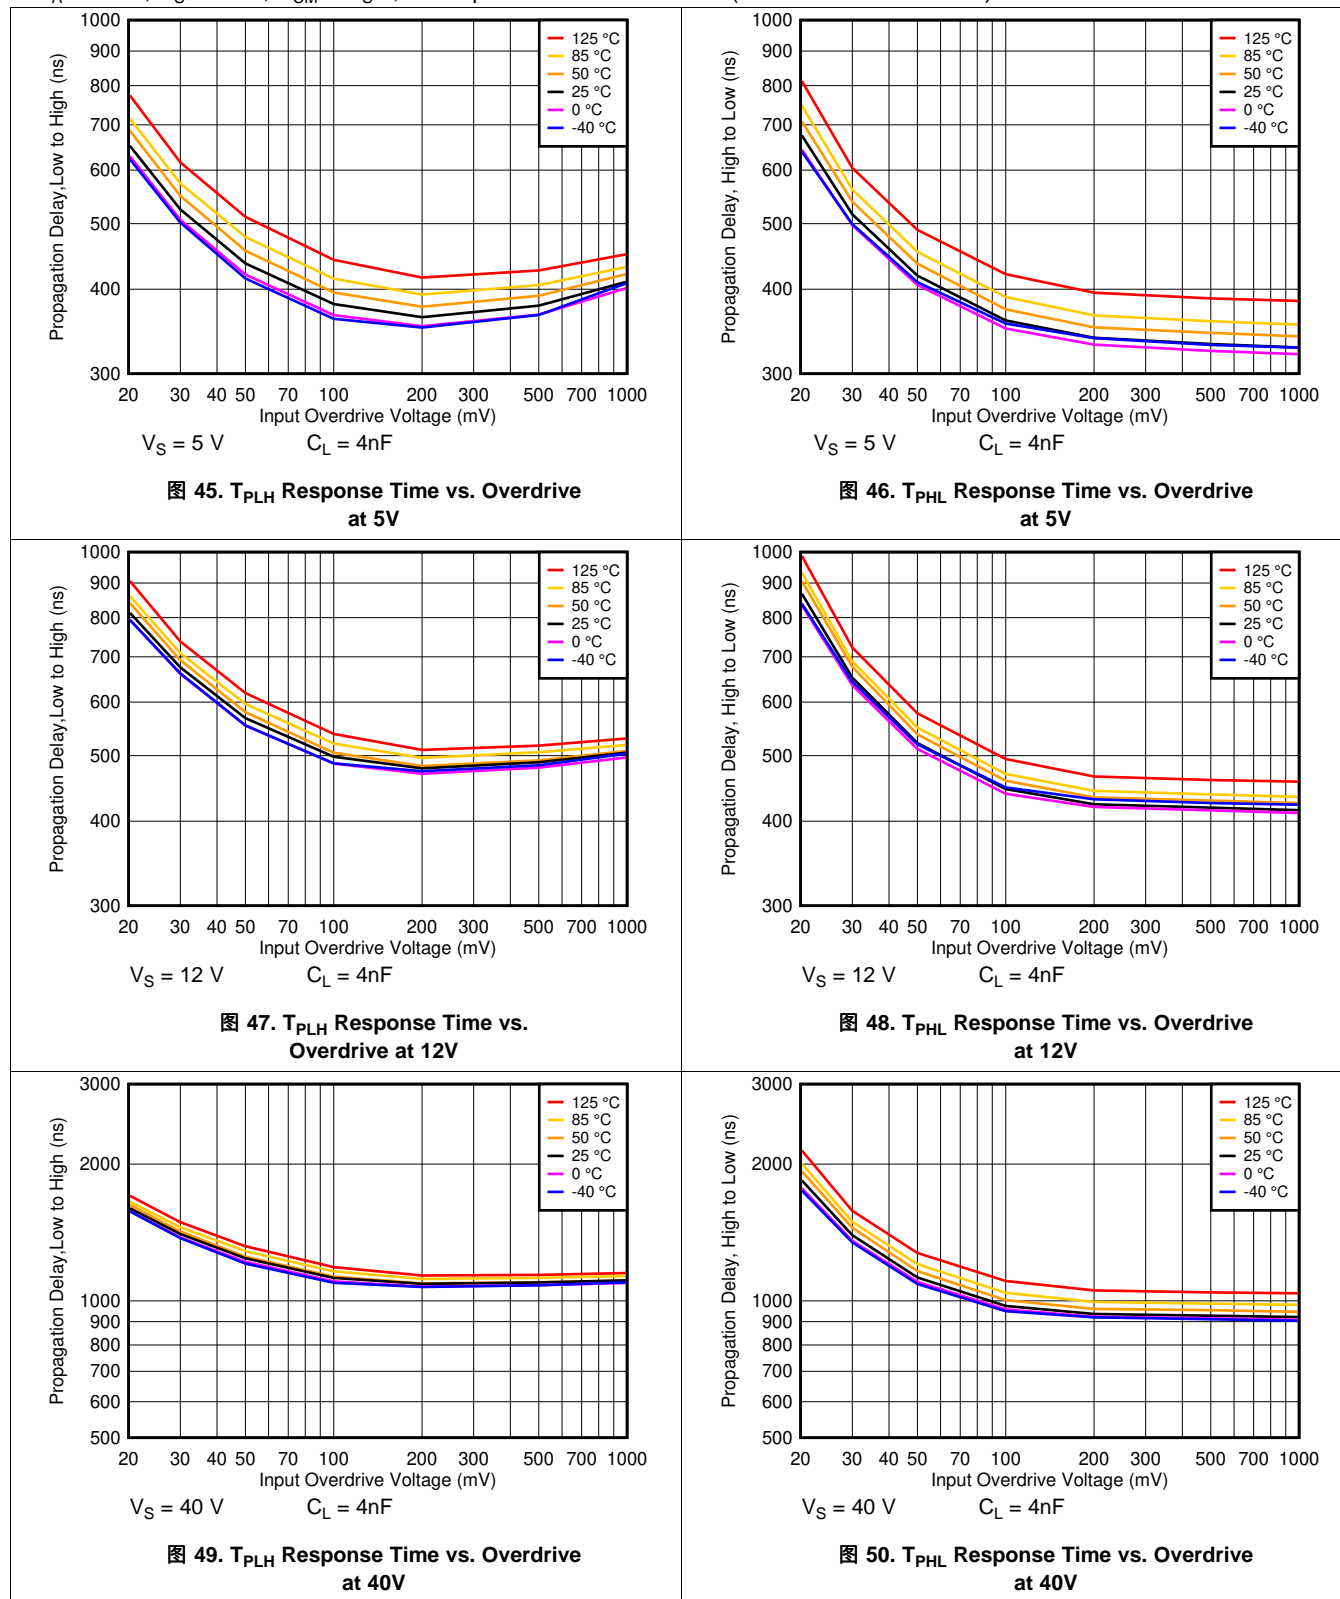 1000
900
800
700
600
500
400
300
Propagation Delay,Low to High (ns)
125 °C
85 °C
50 °C
25 °C
0 °C
-40 °C
20 30 40 50 70 100 200 300 500 700 1000
Input Overdrive Voltage (mV)
VS = 5 V CL = 4nF
图 45. TPLH Response Time vs. Overdrive
at 5V
1000
900
800
700
600
500
400
300
Propagation Delay, High to Low (ns)
125 °C
85 °C
50 °C
25 °C
0 °C
-40 °C
20 30 40 50 70 100 200 300 500 700 1000
Input Overdrive Voltage (mV)
VS = 5 V CL = 4nF
图 46. TPHL Response Time vs. Overdrive
at 5V
1000
900
800
700
600
500
400
300
Propagation Delay,Low to High (ns)
125 °C
85 °C
50 °C
25 °C
0 °C
-40 °C
20 30 40 50 70 100 200 300 500 700 1000
Input Overdrive Voltage (mV)
VS = 12 V CL = 4nF
图 47. TPLH Response Time vs.
Overdrive at 12V
1000
900
800
700
600
500
400
300
Propagation Delay, High to Low (ns)
125 °C
85 °C
50 °C
25 °C
0 °C
-40 °C
20 30 40 50 70 100 200 300 500 700 1000
Input Overdrive Voltage (mV)
VS = 12 V CL = 4nF
图 48. TPHL Response Time vs. Overdrive
at 12V
3000
2000
1000
900
800
700
600
500
Propagation Delay,Low to High (ns)
125 °C
85 °C
50 °C
25 °C
0 °C
-40 °C
20 30 40 50 70 100 200 300 500 700 1000
Input Overdrive Voltage (mV)
VS = 40 V CL = 4nF
图 49. TPLH Response Time vs. Overdrive
at 40V
3000
2000
1000
900
800
700
600
500
Propagation Delay, High to Low (ns)
125 °C
85 °C
50 °C
25 °C
0 °C
-40 °C
20 30 40 50 70 100 200 300 500 700 1000
Input Overdrive Voltage (mV)
VS = 40 V CL = 4nF
图 50. TPHL Response Time vs. Overdrive
at 40V